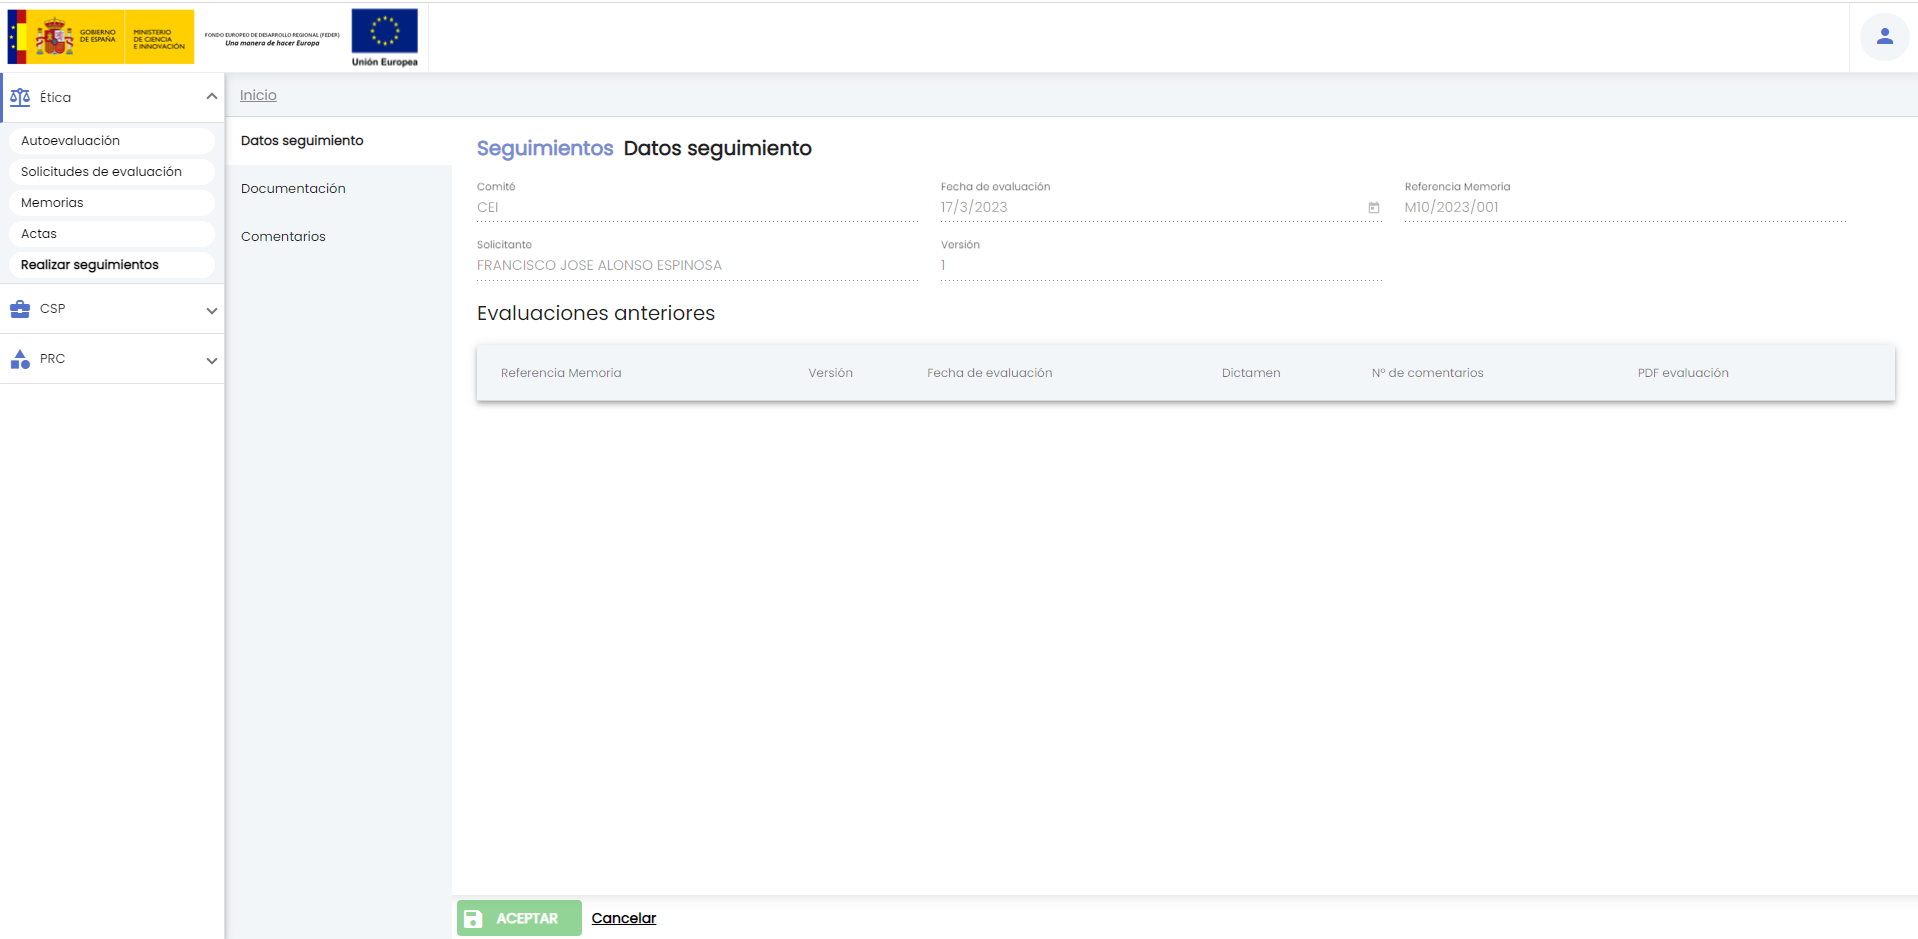 GOBIERNO
DE ESPAÑA
MINISTERIO
DE CIENCIA
E INNOVACIÓN
FONDO EUROPEO DE DESARROLLO REGIONAL (FEDER)
Una manera de hacer Europa
Unión Europea
Ética
Autoevaluación
Solicitudes de evaluación
Memorias
Actas
Realizar seguimientos
CSP
PRC
Inicio
Datos seguimiento
Documentación
Comentarios
Seguimientos Datos seguimiento
Comité Fecha de evaluación Referencia Memoria
CEI 17/3/2023 M10/2023/001
Solicitante Versión
FRANCISCO JOSE ALONSO ESPINOSA 1
Evaluaciones anteriores
Referencia Memoria Versión Fecha de evaluación Dictamen Nº de comentarios PDF evaluación
ACEPTAR Cancelar